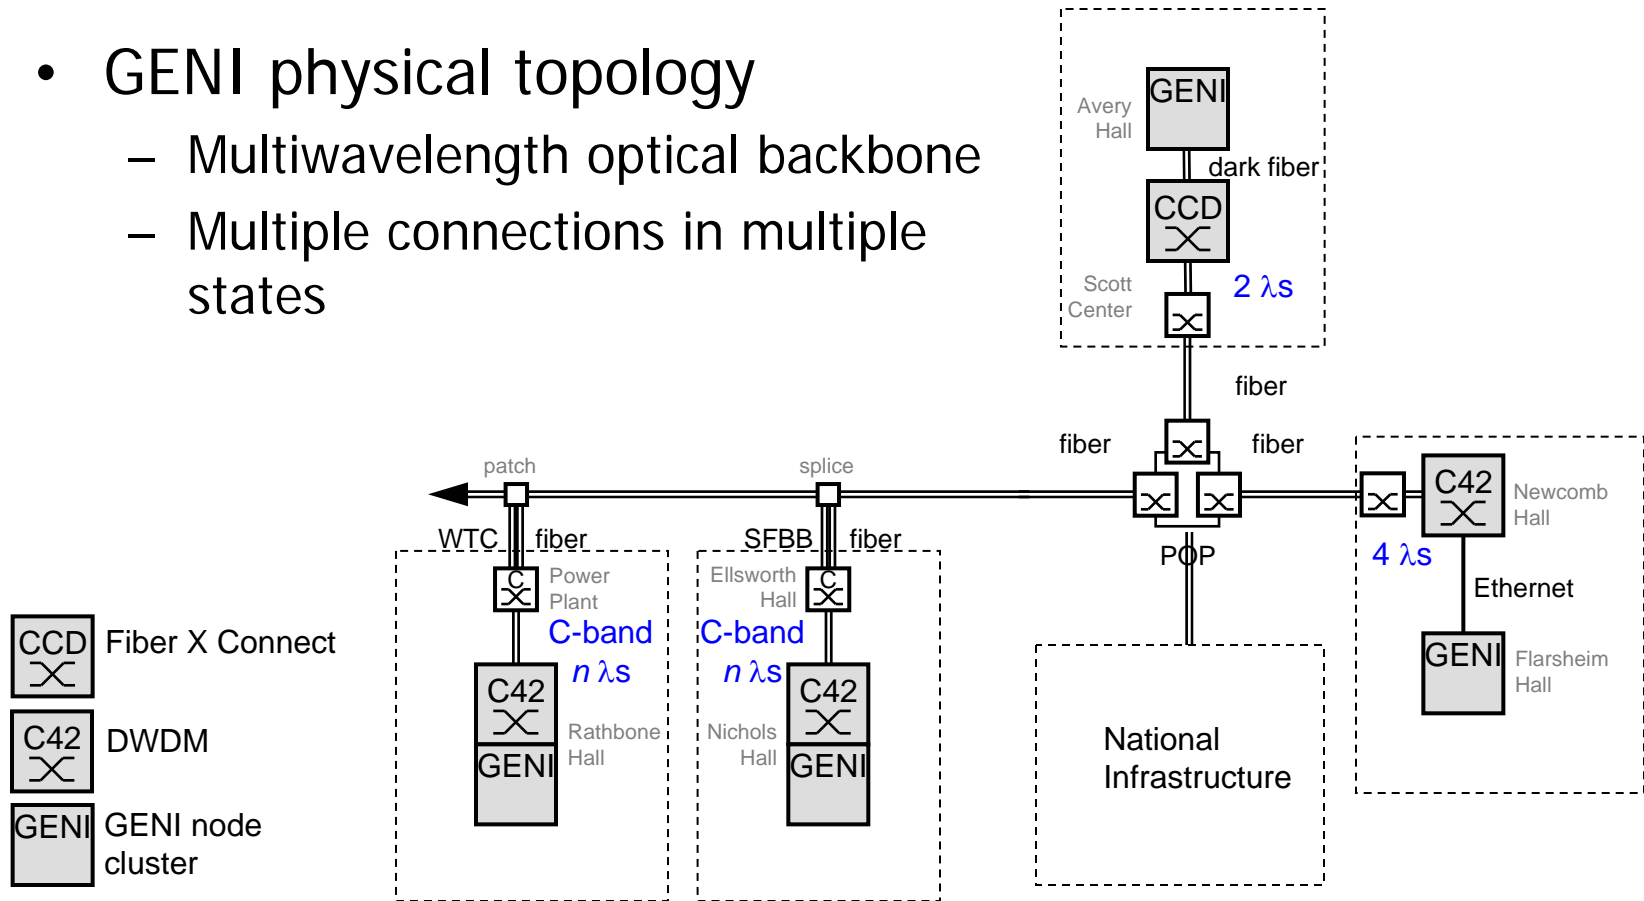 • GENI physical topology
– Multiwavelength optical backbone
– Multiple connections in multiple
states
GENI
Avery
Hall
dark fiber
CCD
Scott
Center
2 λs
fiber
fiber
fiber
patch
splice
C42
Newcomb
Hall
WTC
fiber
SFBB
fiber
POP
4 λs
C
Power
Plant
Ellsworth
Hall
C
Ethernet
C-band
n λs
C-band
n λs
CCD
Fiber X Connect
GENI
Flarsheim
Hall
C42
Rathbone
Hall
GENI
Nichols
Hall
C42
GENI
National
Infrastructure
C42
DWDM
GENI
GENI node
cluster